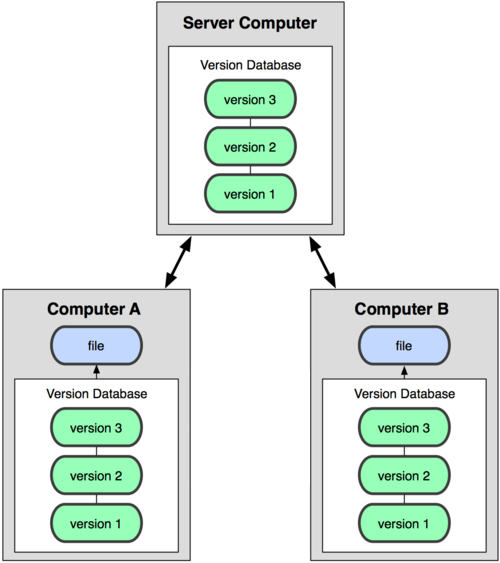 Server Computer
Version Database
version 3
version 2
version 1
Computer A
file
Version Database
version 3
version 2
version 1
Computer B
file
Version Database
version 3
version 2
version 1